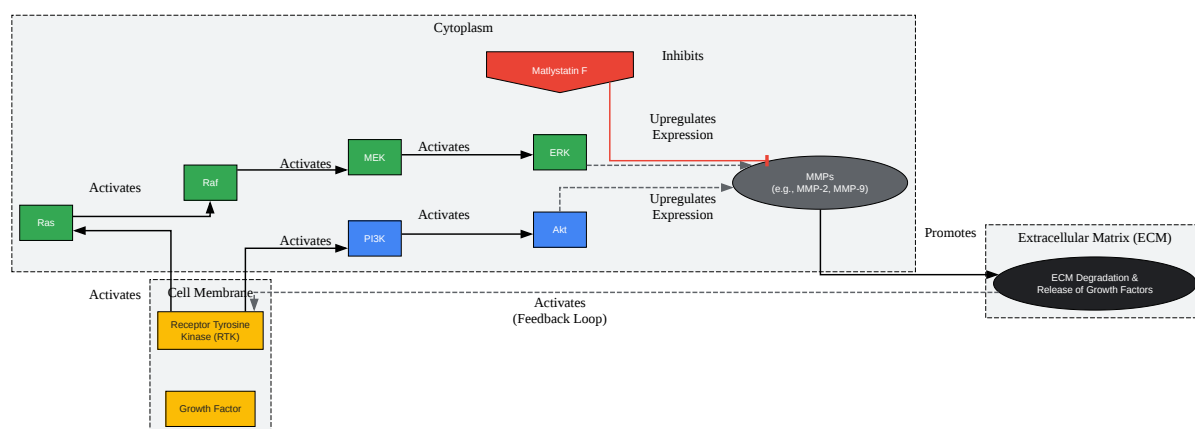 Cytoplasm
Inhibits
Matlystatin F
Upregulates
Expression
Activates
ERK
Activates
MEK
Activates
MMPs
(e.g., MMP-2, MMP-9)
Raf
Activates
Upregulates
Expression
Ras
Activates
Akt
Activates
PI3K
Promotes
Extracellular Matrix (ECM)
ECM Degradation &
Release of Growth Factors
Activates
Cell Membrane
Activates
(Feedback Loop)
Receptor Tyrosine
Kinase (RTK)
Growth Factor